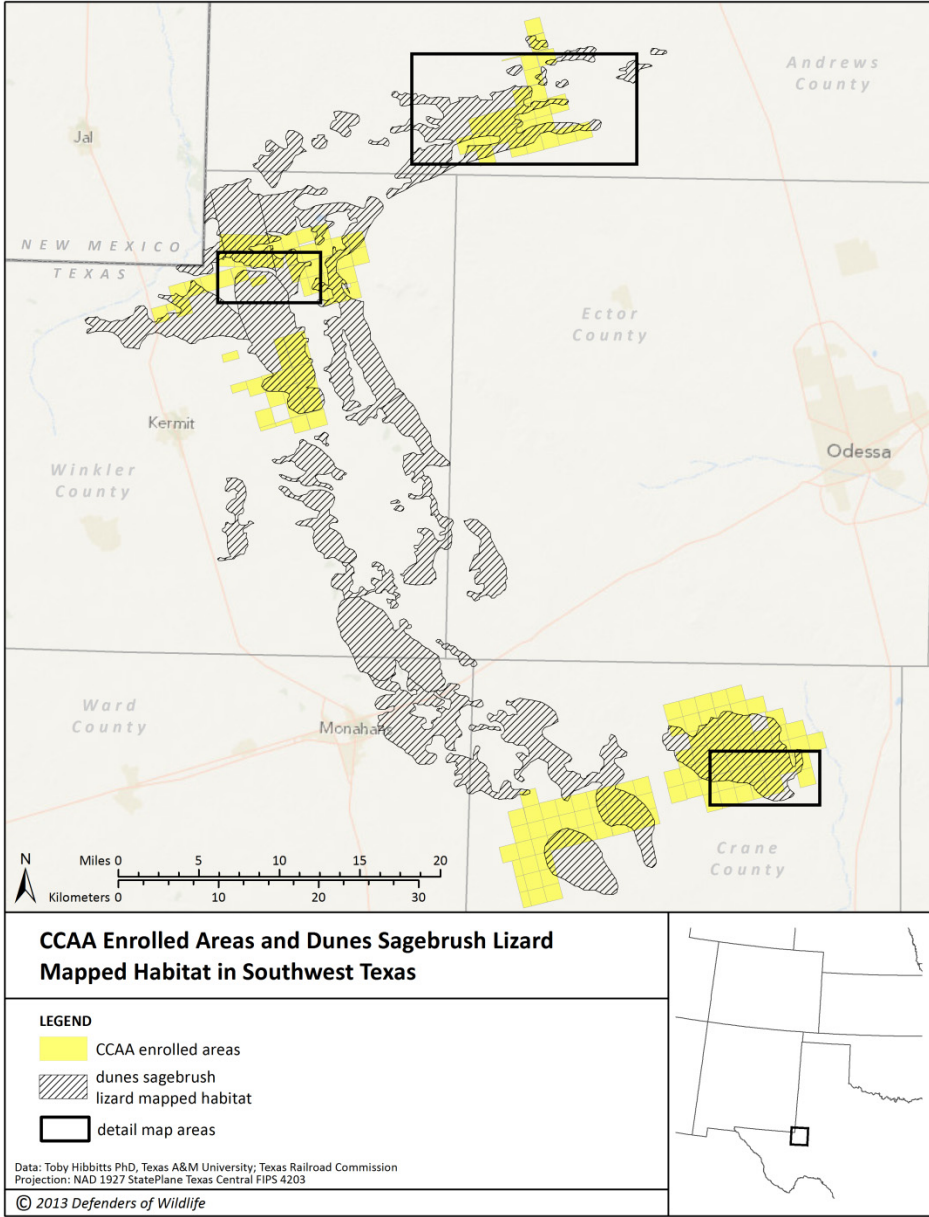 Andrews
County
Jal
NEW MEXICO
TEXAS
Ector
County
Kermit
Odessa
Winkler
County
Ward
County
Monahans
Crane
County
N
Miles 0 5 10 15 20
Kilometers 0 10 20 30
CCAA Enrolled Areas and Dunes Sagebrush Lizard
Mapped Habitat in Southwest Texas
LEGEND
CCAA enrolled areas
dunes sagebrush
lizard mapped habitat
detail map areas
Data: Toby Hibbitts PhD, Texas A&M University; Texas Railroad Commission
Projection: NAD 1927 StatePlane Texas Central FIPS 4203
© 2013 Defenders of Wildlife